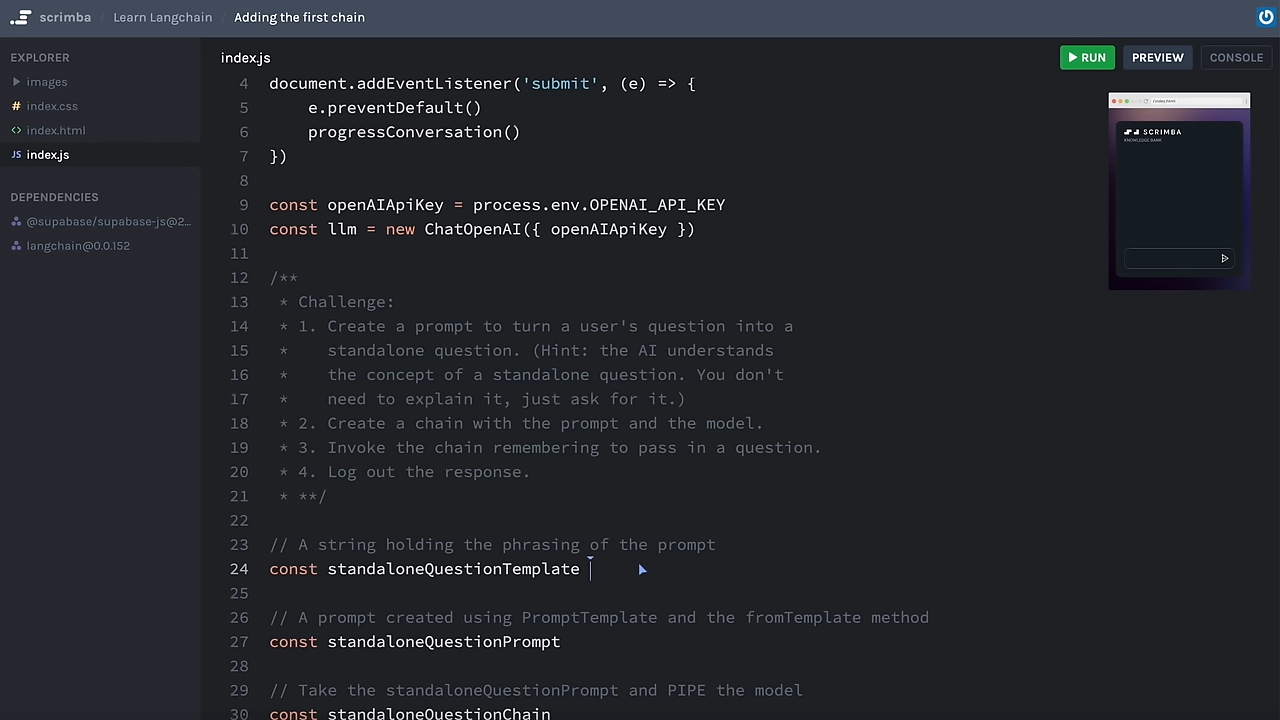 scrimba / Learn Langchain / Adding the first chain
EXPLORER
images
index.css
index.html
JS index.js
DEPENDENCIES
@supabase/supabase-js@2...
langchain@0.0.152
index.js
RUN
PREVIEW
CONSOLE
4 document.addEventListener('submit', (e) => {
5 e.preventDefault()
6 progressConversation()
7 })
8
9 const openAIApiKey = process.env.OPENAI_API_KEY
10 const llm = new ChatOpenAI({ openAIApiKey })
11
12 /**
13 * Challenge:
14 * 1. Create a prompt to turn a user's question into a
15 * standalone question. (Hint: the AI understands
16 * the concept of a standalone question. You don't
17 * need to explain it, just ask for it.)
18 * 2. Create a chain with the prompt and the model.
19 * 3. Invoke the chain remembering to pass in a question.
20 * 4. Log out the response.
21 * **/
22
23 // A string holding the phrasing of the prompt
24 const standaloneQuestionTemplate
25
26 // A prompt created using PromptTemplate and the fromTemplate method
27 const standaloneQuestionPrompt
28
29 // Take the standaloneQuestionPrompt and PIPE the model
30 const standaloneQuestionChain
/index.html
SCRIMBA
KNOWLEDGE BANK